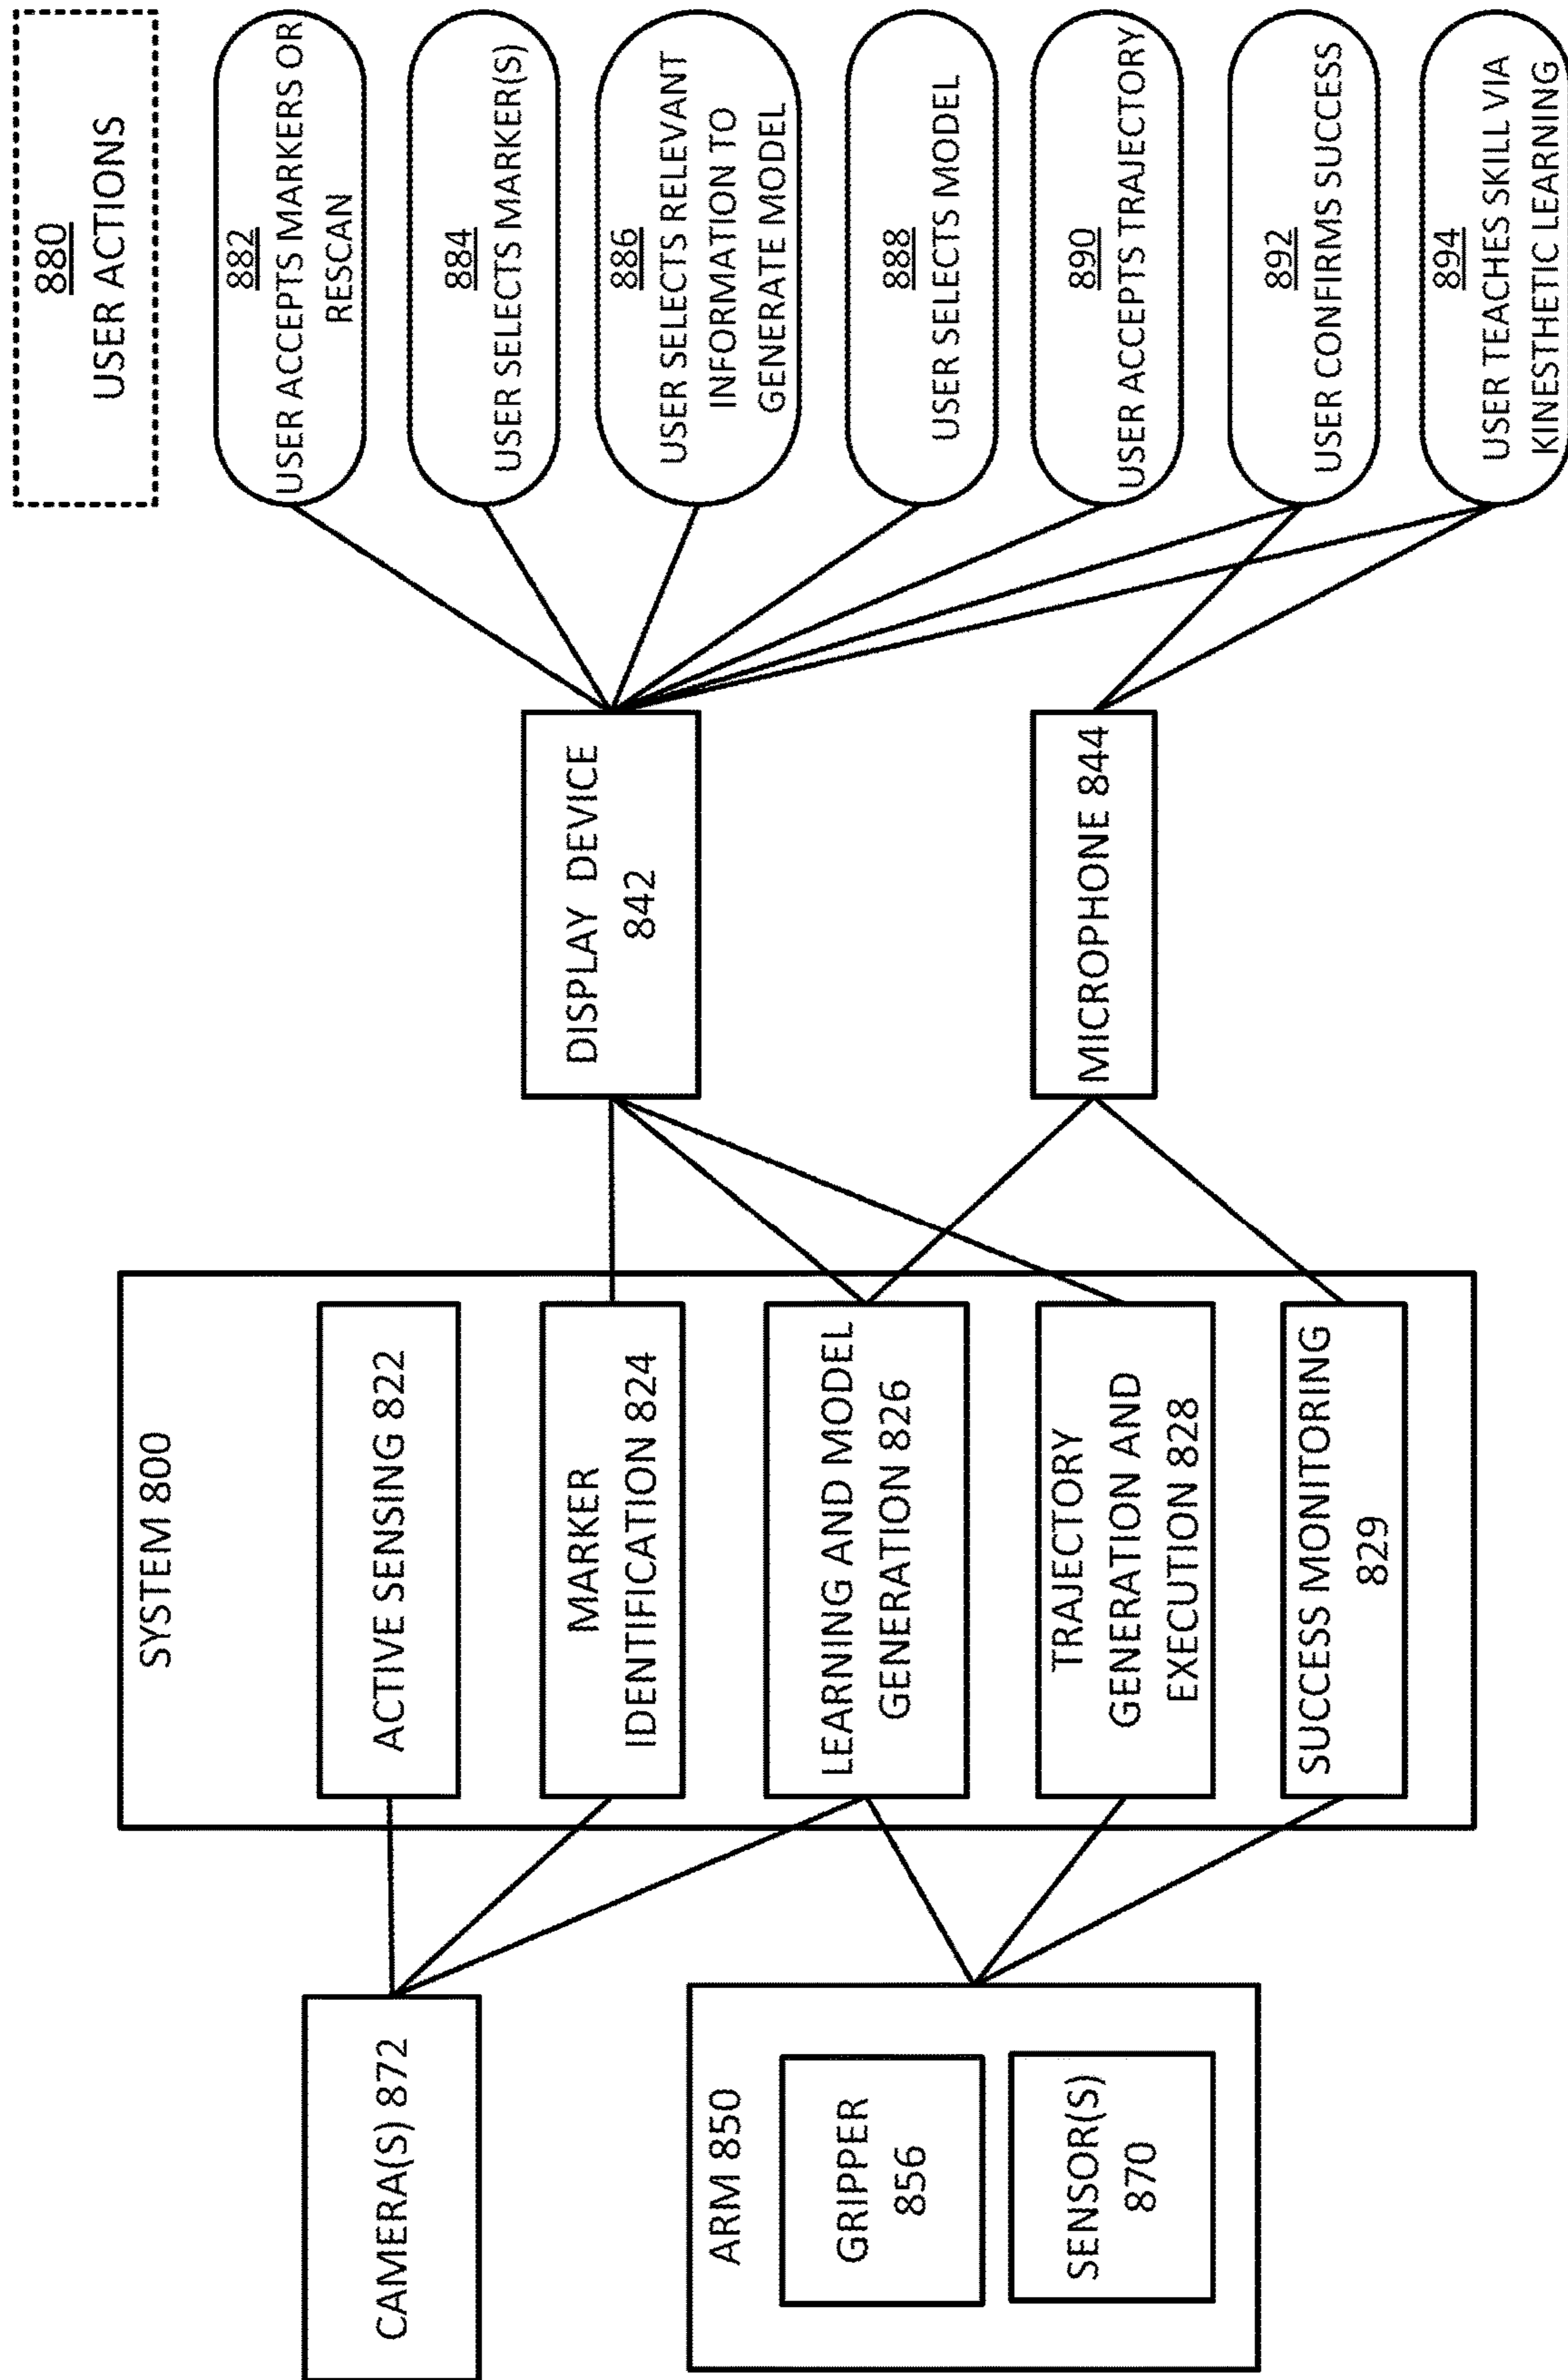 880
USER ACTIONS
CAMERA(S) 872
ARM 850
GRIPPER
856
SENSOR(S)
870
SYSTEM 800
ACTIVE SENSING 822
MARKER
IDENTIFICATION 824
LEARNING AND MODEL
GENERATION 826
TRAJECTORY
GENERATION AND
EXECUTION 828
SUCCESS MONITORING
829
DISPLAY DEVICE
842
MICROPHONE 844
882
USER ACCEPTS MARKERS OR
RESCAN
884
USER SELECTS MARKER(S)
886
USER SELECTS RELEVANT
INFORMATION TO
GENERATE MODEL
888
USER SELECTS MODEL
890
USER ACCEPTS TRAJECTORY
892
USER CONFIRMS SUCCESS
894
USER TEACHES SKILL VIA
KINESTHETIC LEARNING